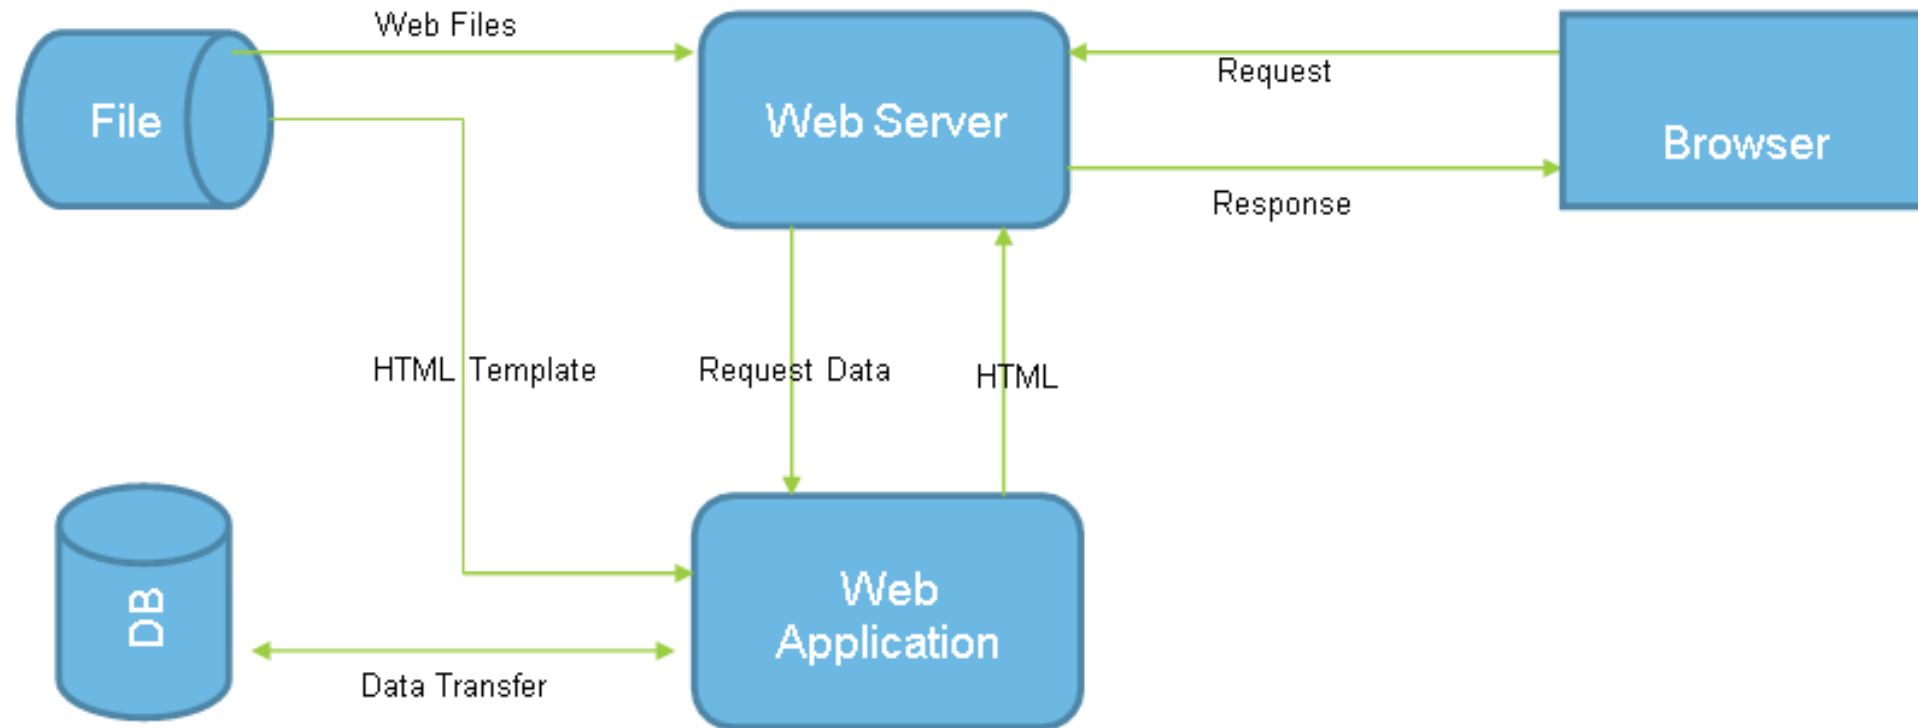 Web Files
File
Web Server
Request
Browser
Response
HTML Template
Request Data
HTML
DB
Web
Application
Data Transfer